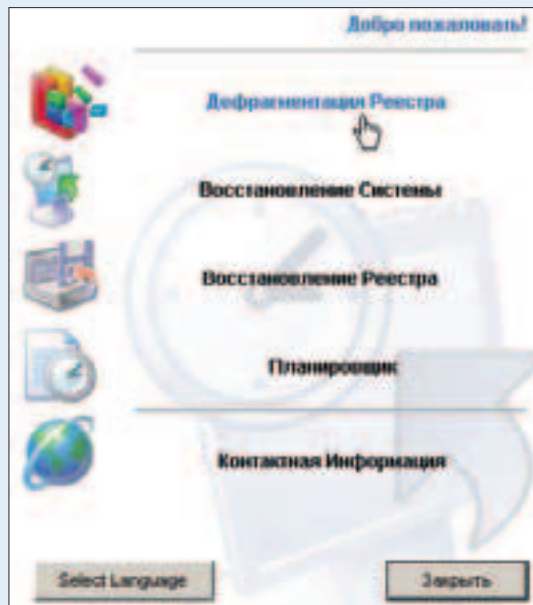 Добро пожаловать!
Дефрагментация Реестра
Восстановление Системы
Восстановление Реестра
Планировщик
Контактная Информация
Select Language
Закрыть